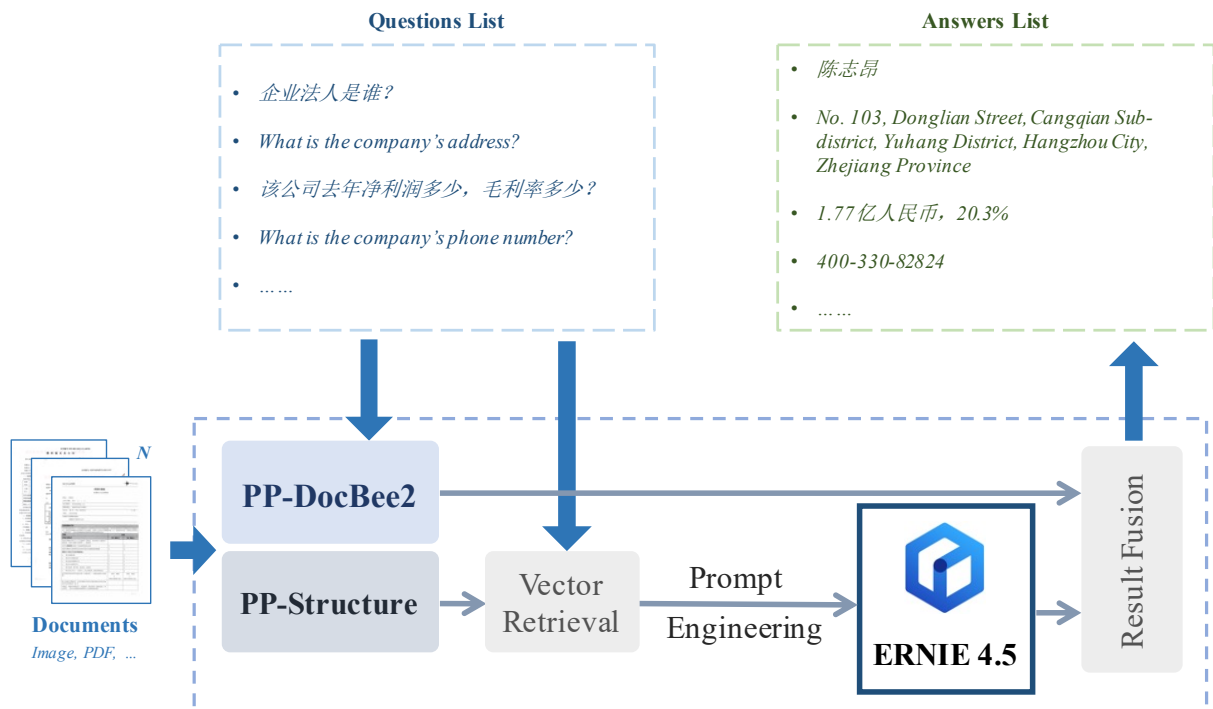 Questions List
• 企业法人是谁？
• What is the company's address?
• 该公司去年净利润多少，毛利率多少？
• What is the company's phone number?
• ……
Answers List
• 陈志昂
• No. 103, Donglian Street, Cangqian Sub-
district, Yuhang District, Hangzhou City,
Zhejiang Province
• 1.77亿人民币，20.3%
• 400-330-82824
• ……
N
Documents
Image, PDF, …
PP-DocBee2
PP-Structure
Vector
Retrieval
Prompt
Engineering
ERNIE 4.5
Result Fusion